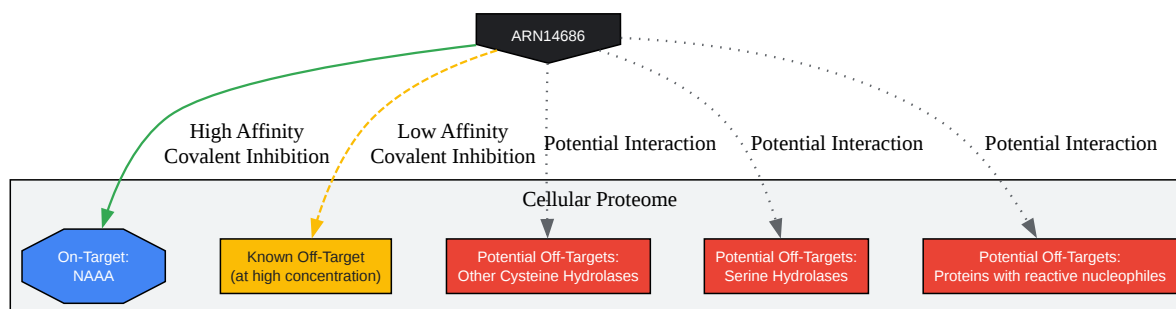 ARN14686
High Affinity
Covalent Inhibition
Low Affinity
Covalent Inhibition
Potential Interaction
Potential Interaction
Potential Interaction
Cellular Proteome
On-Target:
NAAA
Known Off-Target
(at high concentration)
Potential Off-Targets:
Other Cysteine Hydrolases
Potential Off-Targets:
Serine Hydrolases
Potential Off-Targets:
Proteins with reactive nucleophiles